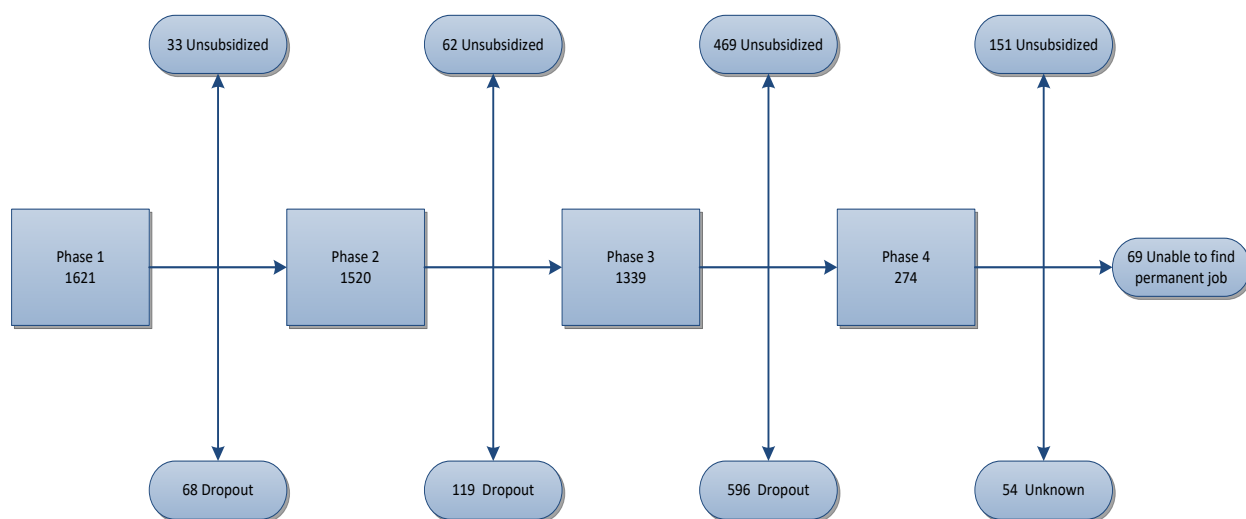 33 Unsubsidized
62 Unsubsidized
469 Unsubsidized
151 Unsubsidized
Phase 1
1621
Phase 2
1520
Phase 3
1339
Phase 4
274
69 Unable to find
permanent job
68 Dropout
119 Dropout
596 Dropout
54 Unknown